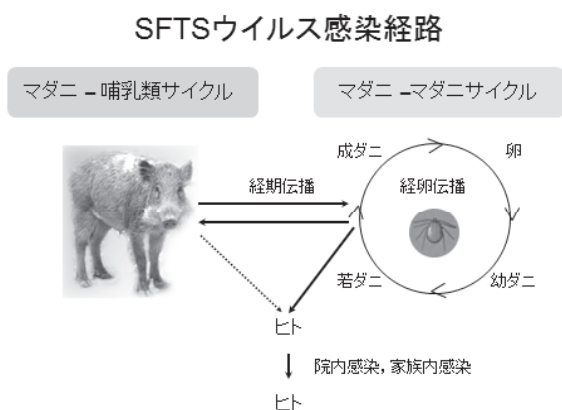 SFTSウイルス感染経路
マダニ – 哺乳類サイクル
マダニ –マダニサイクル
成ダニ
卵
経期伝播
経卵伝播
若ダニ
幼ダニ
ヒト
院内感染，家族内感染
ヒト